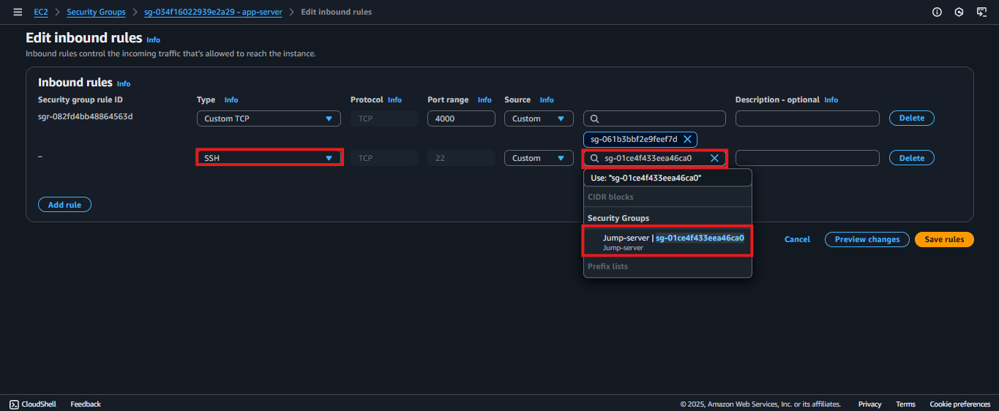 EC2 > Security Groups > sg-034f16022939e2a29 - app-server > Edit inbound rules
Edit inbound rules Info
Inbound rules control the incoming traffic that's allowed to reach the instance.
Inbound rules Info
Security group rule ID Type Info Protocol Info Port range Info Source Info Description - optional Info
sgr-082fd4bb48864563d Custom TCP TCP 4000 Custom Delete
sg-061b3bbf2e9feef7d
– SSH TCP 22 Custom sg-01ce4f433eea46ca0 Delete
Use: "sg-01ce4f433eea46ca0"
CIDR blocks
Add rule
Security Groups
Jump-server | sg-01ce4f433eea46ca0
Jump-server
Cancel Preview changes Save rules
Prefix lists
CloudShell Feedback © 2025, Amazon Web Services, Inc. or its affiliates. Privacy Terms Cookie preferences